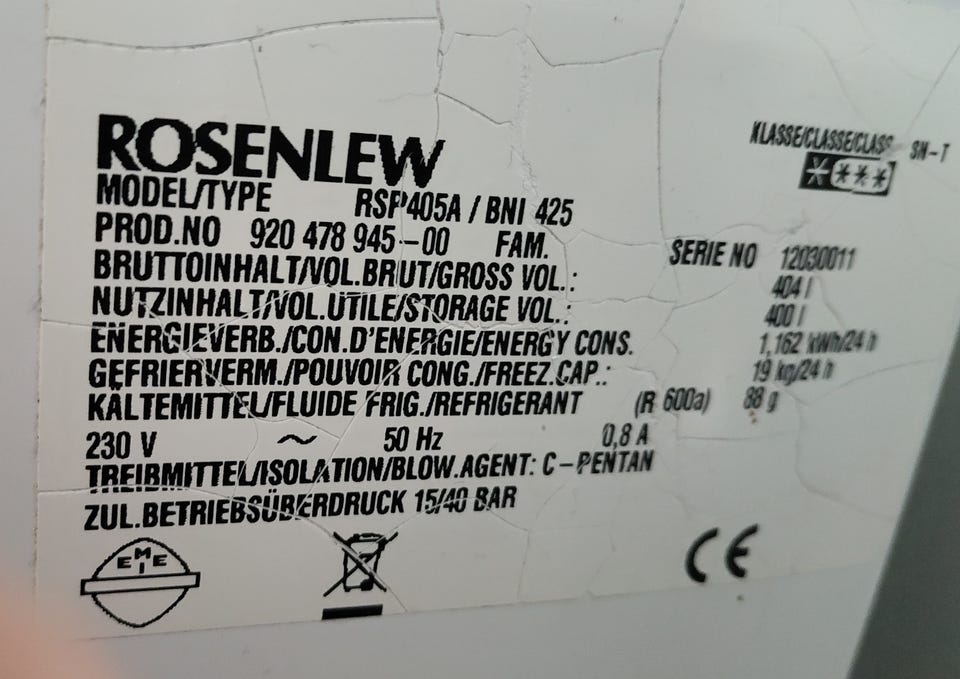 ROSENLEW
KLASSE/CLASSE/CLASS SN-T
****
MODEL/TYPE RSP405A / BNI 425
PROD.NO 920 478 945-00 FAM. SERIE NO 12030011
BRUTTOINHALT/VOL.BRUT/GROSS VOL.: 404 l
NUTZINHALT/VOL.UTILE/STORAGE VOL.: 400 l
ENERGIEVERB./CON.D'ENERGIE/ENERGY CONS. 1,162 kWh/24 h
GEFRIERVERM./POUVOIR CONG./FREEZ.CAP.: 19 kg/24 h
KÄLTEMITTEL/FLUIDE FRIG./REFRIGERANT (R 600a) 88 g
230 V ~ 50 Hz 0,8 A
TREIBMITTEL/ISOLATION/BLOW.AGENT: C-PENTAN
ZUL.BETRIEBSÜBERDRUCK 15/40 BAR
EMEI CE